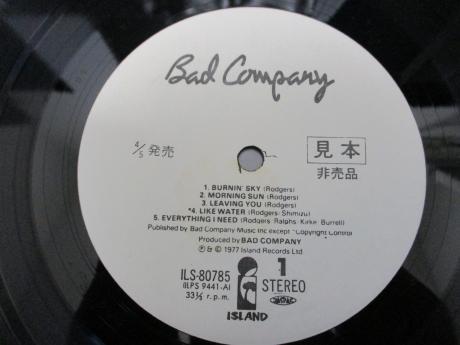 Bad Company
4/5 発売
見本
非売品
1. BURNIN' SKY (Rodgers)
2. MORNING SUN (Rodgers)
3. LEAVING YOU (Rodgers)
*4. LIKE WATER (Rodgers· Shimizu)
5. EVERYTHING I NEED (Rodgers· Ralphs· Kirke· Burrell)
Published by Bad Company Music Inc except *Copyright Control
Produced by BAD COMPANY
℗ & © 1977 Island Records Ltd
ILS-80785
(ILPS 9441-A)
33⅓ r.p.m.
1
STEREO
ISLAND